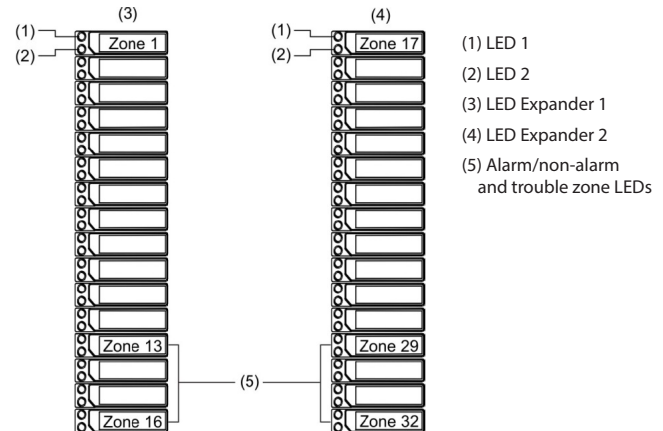 (3)
(4)
(1)
(2)
Zone 1
(1)
(2)
Zone 17
(1) LED 1
(2) LED 2
(3) LED Expander 1
(4) LED Expander 2
(5) Alarm/non-alarm
and trouble zone LEDs
Zone 13
Zone 16
(5)
Zone 29
Zone 32